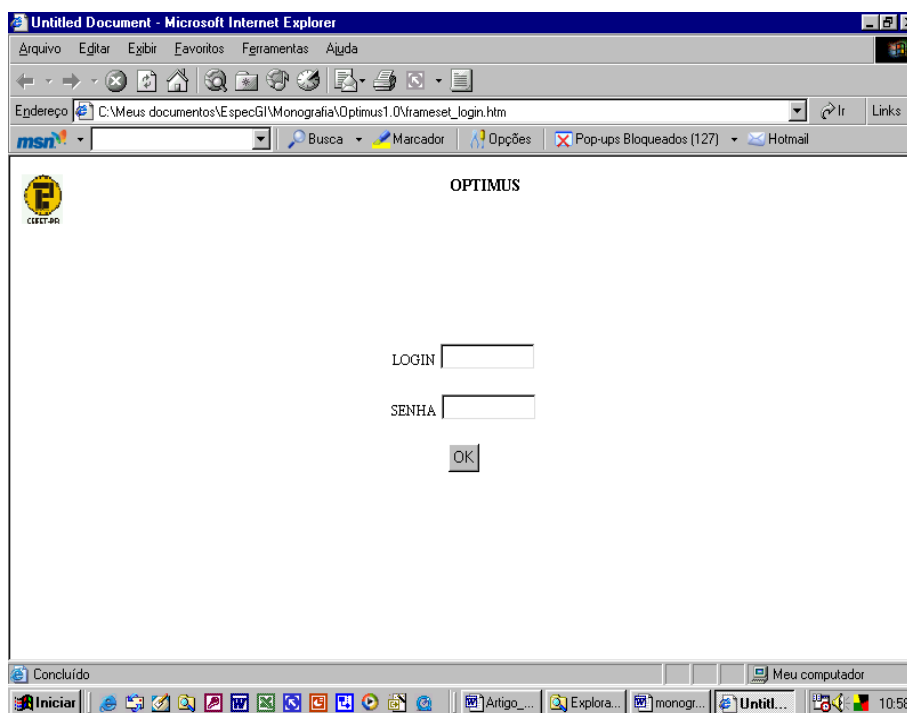 Untitled Document - Microsoft Internet Explorer
Arquivo Editar Exibir Favoritos Ferramentas Ajuda
Endereço C:\Meus documentos\EspecGI\Monografia\Optimus1.0\frameset_login.htm Ir Links
msn Busca Marcador Opções Pop-ups Bloqueados (127) Hotmail
OPTIMUS
CEFET-PR
LOGIN
SENHA
OK
Concluído Meu computador
Iniciar Artigo_... Explora... monogr... Untitl... 10:58